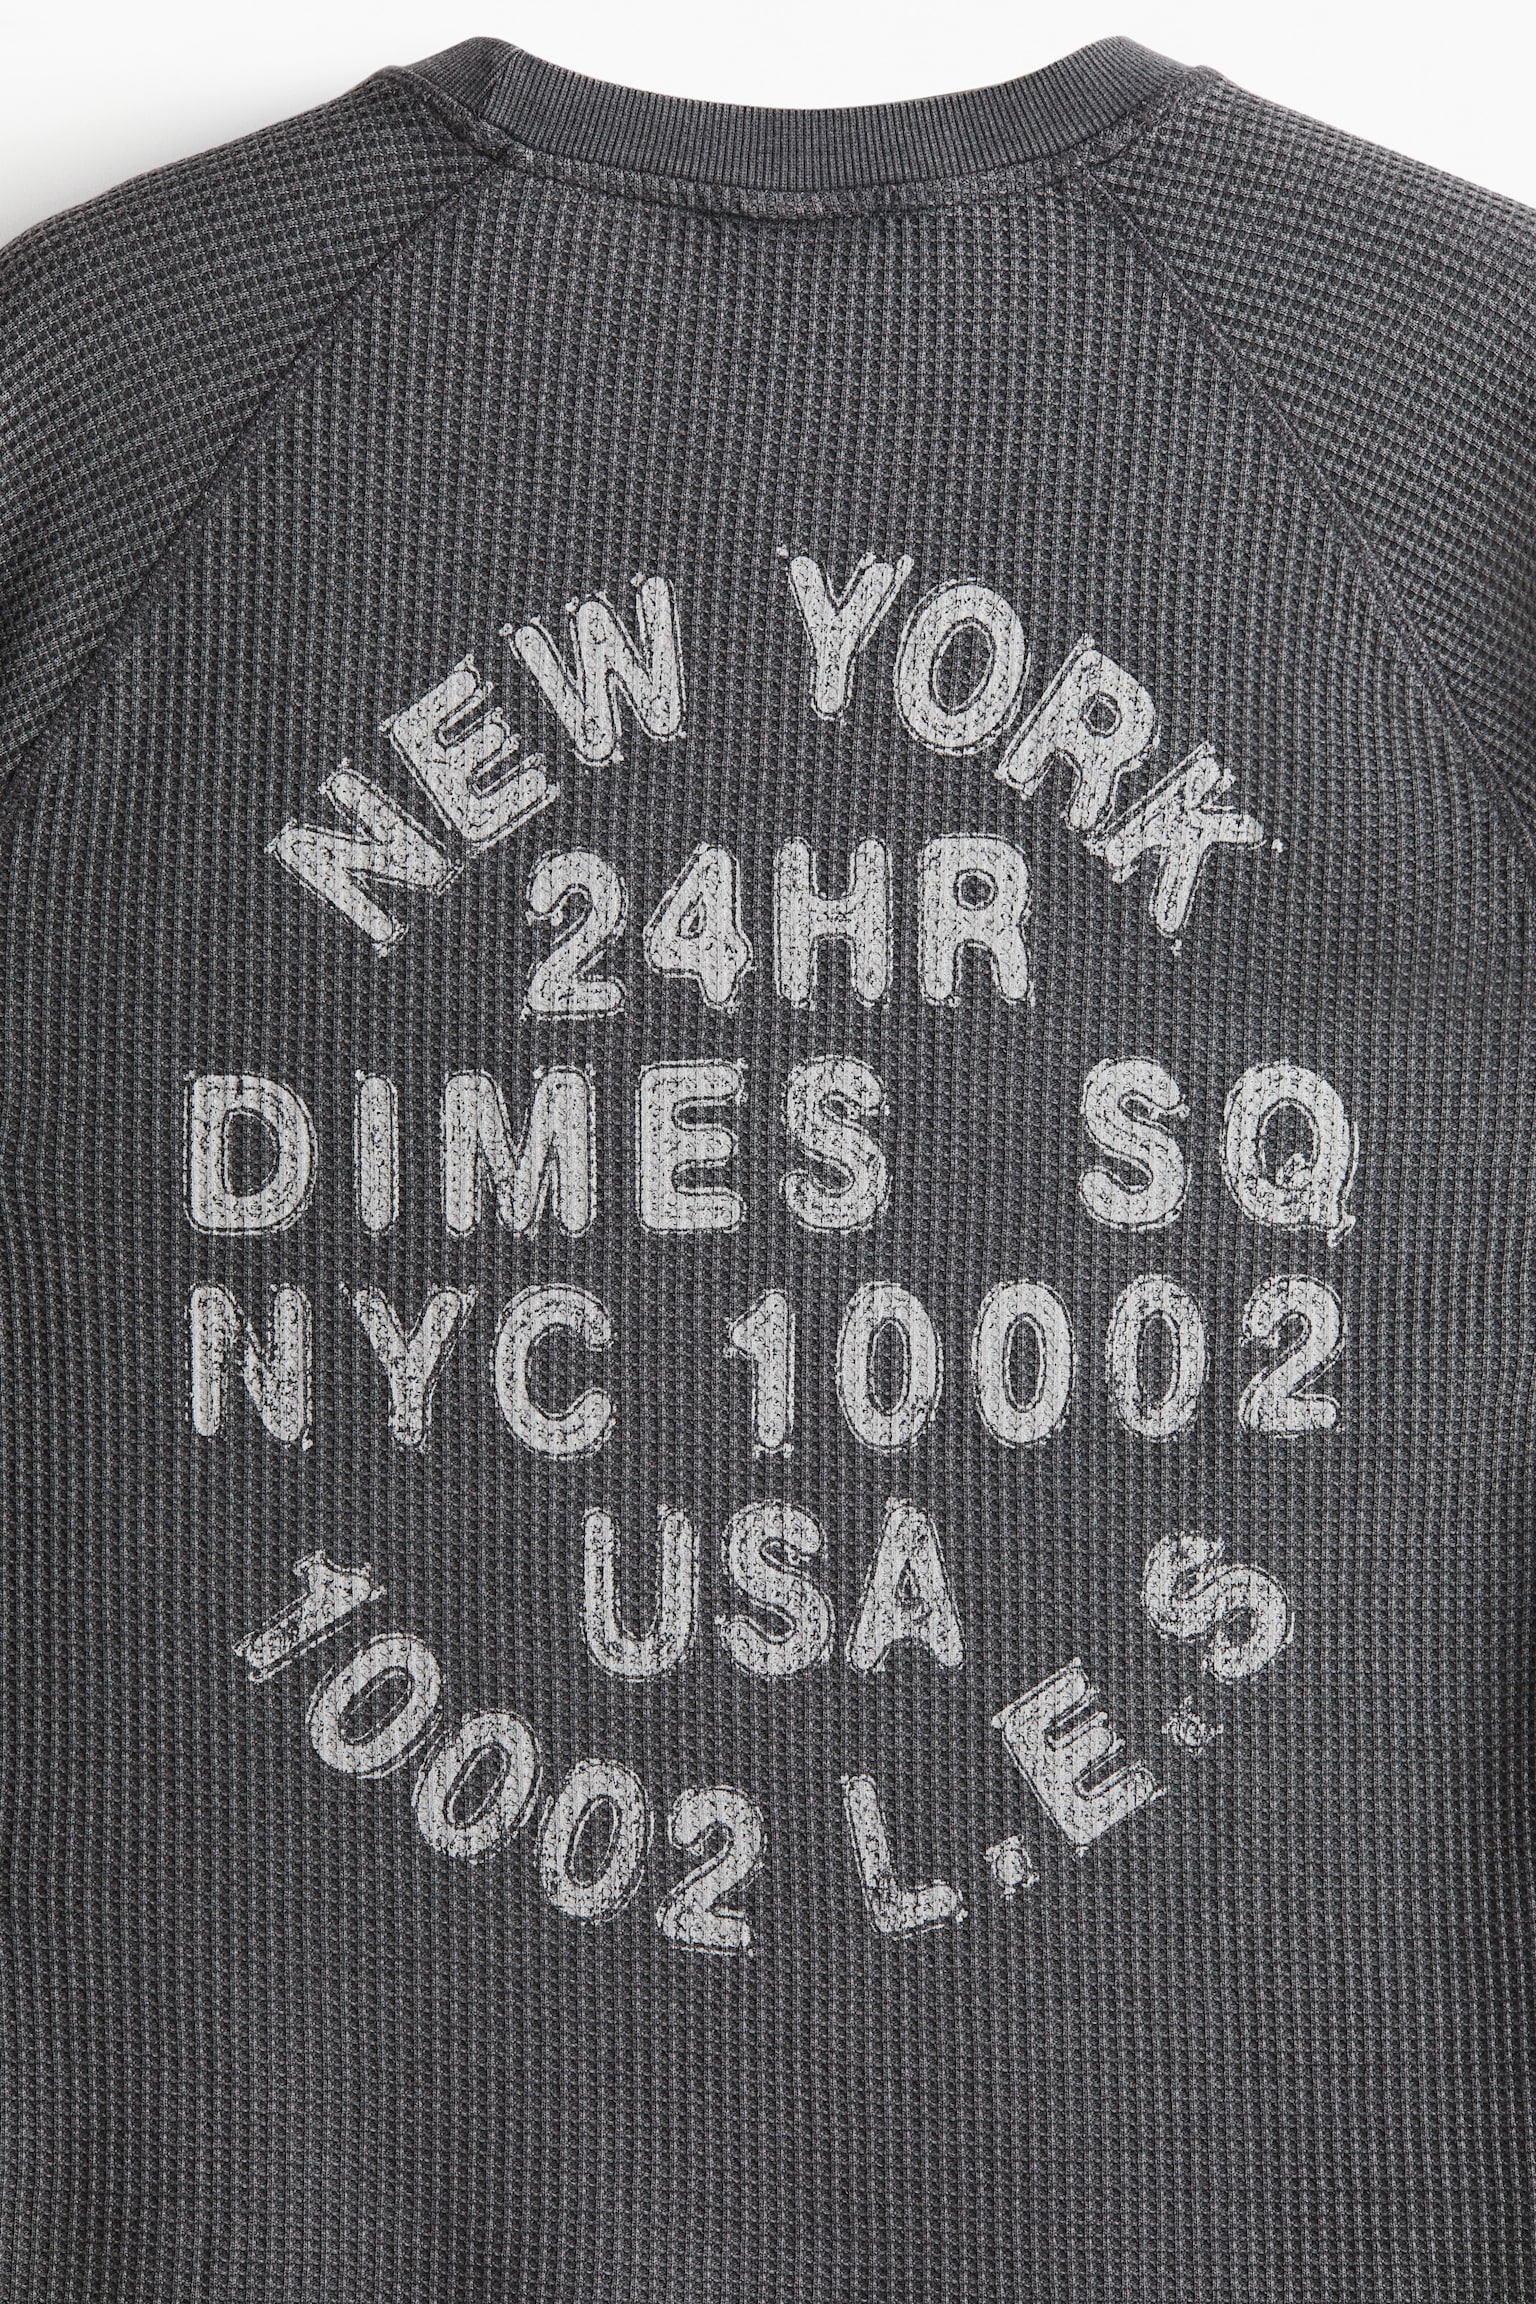 NEW YORK
24HR
DIMES SQ
NYC 10002
USA
10002 L.E.S